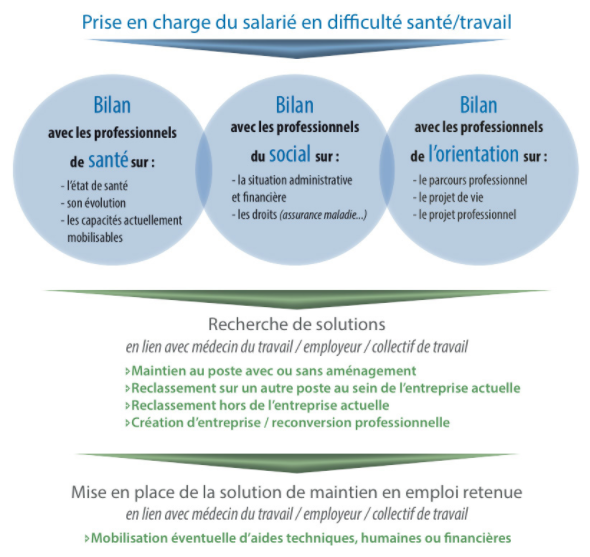 Prise en charge du salarié en difficulté santé/travail
Bilan
avec les professionnels
de santé sur :
- l'état de santé
- son évolution
- les capacités actuellement
mobilisables
Bilan
avec les professionnels
du social sur :
- la situation administrative
et financière
- les droits (assurance maladie...)
Bilan
avec les professionnels
de l'orientation sur :
- le parcours professionnel
- le projet de vie
- le projet professionnel
Recherche de solutions
en lien avec médecin du travail / employeur / collectif de travail
>Maintien au poste avec ou sans aménagement
>Reclassement sur un autre poste au sein de l'entreprise actuelle
>Reclassement hors de l'entreprise actuelle
>Création d'entreprise / reconversion professionnelle
Mise en place de la solution de maintien en emploi retenue
en lien avec médecin du travail / employeur / collectif de travail
>Mobilisation éventuelle d'aides techniques, humaines ou financières